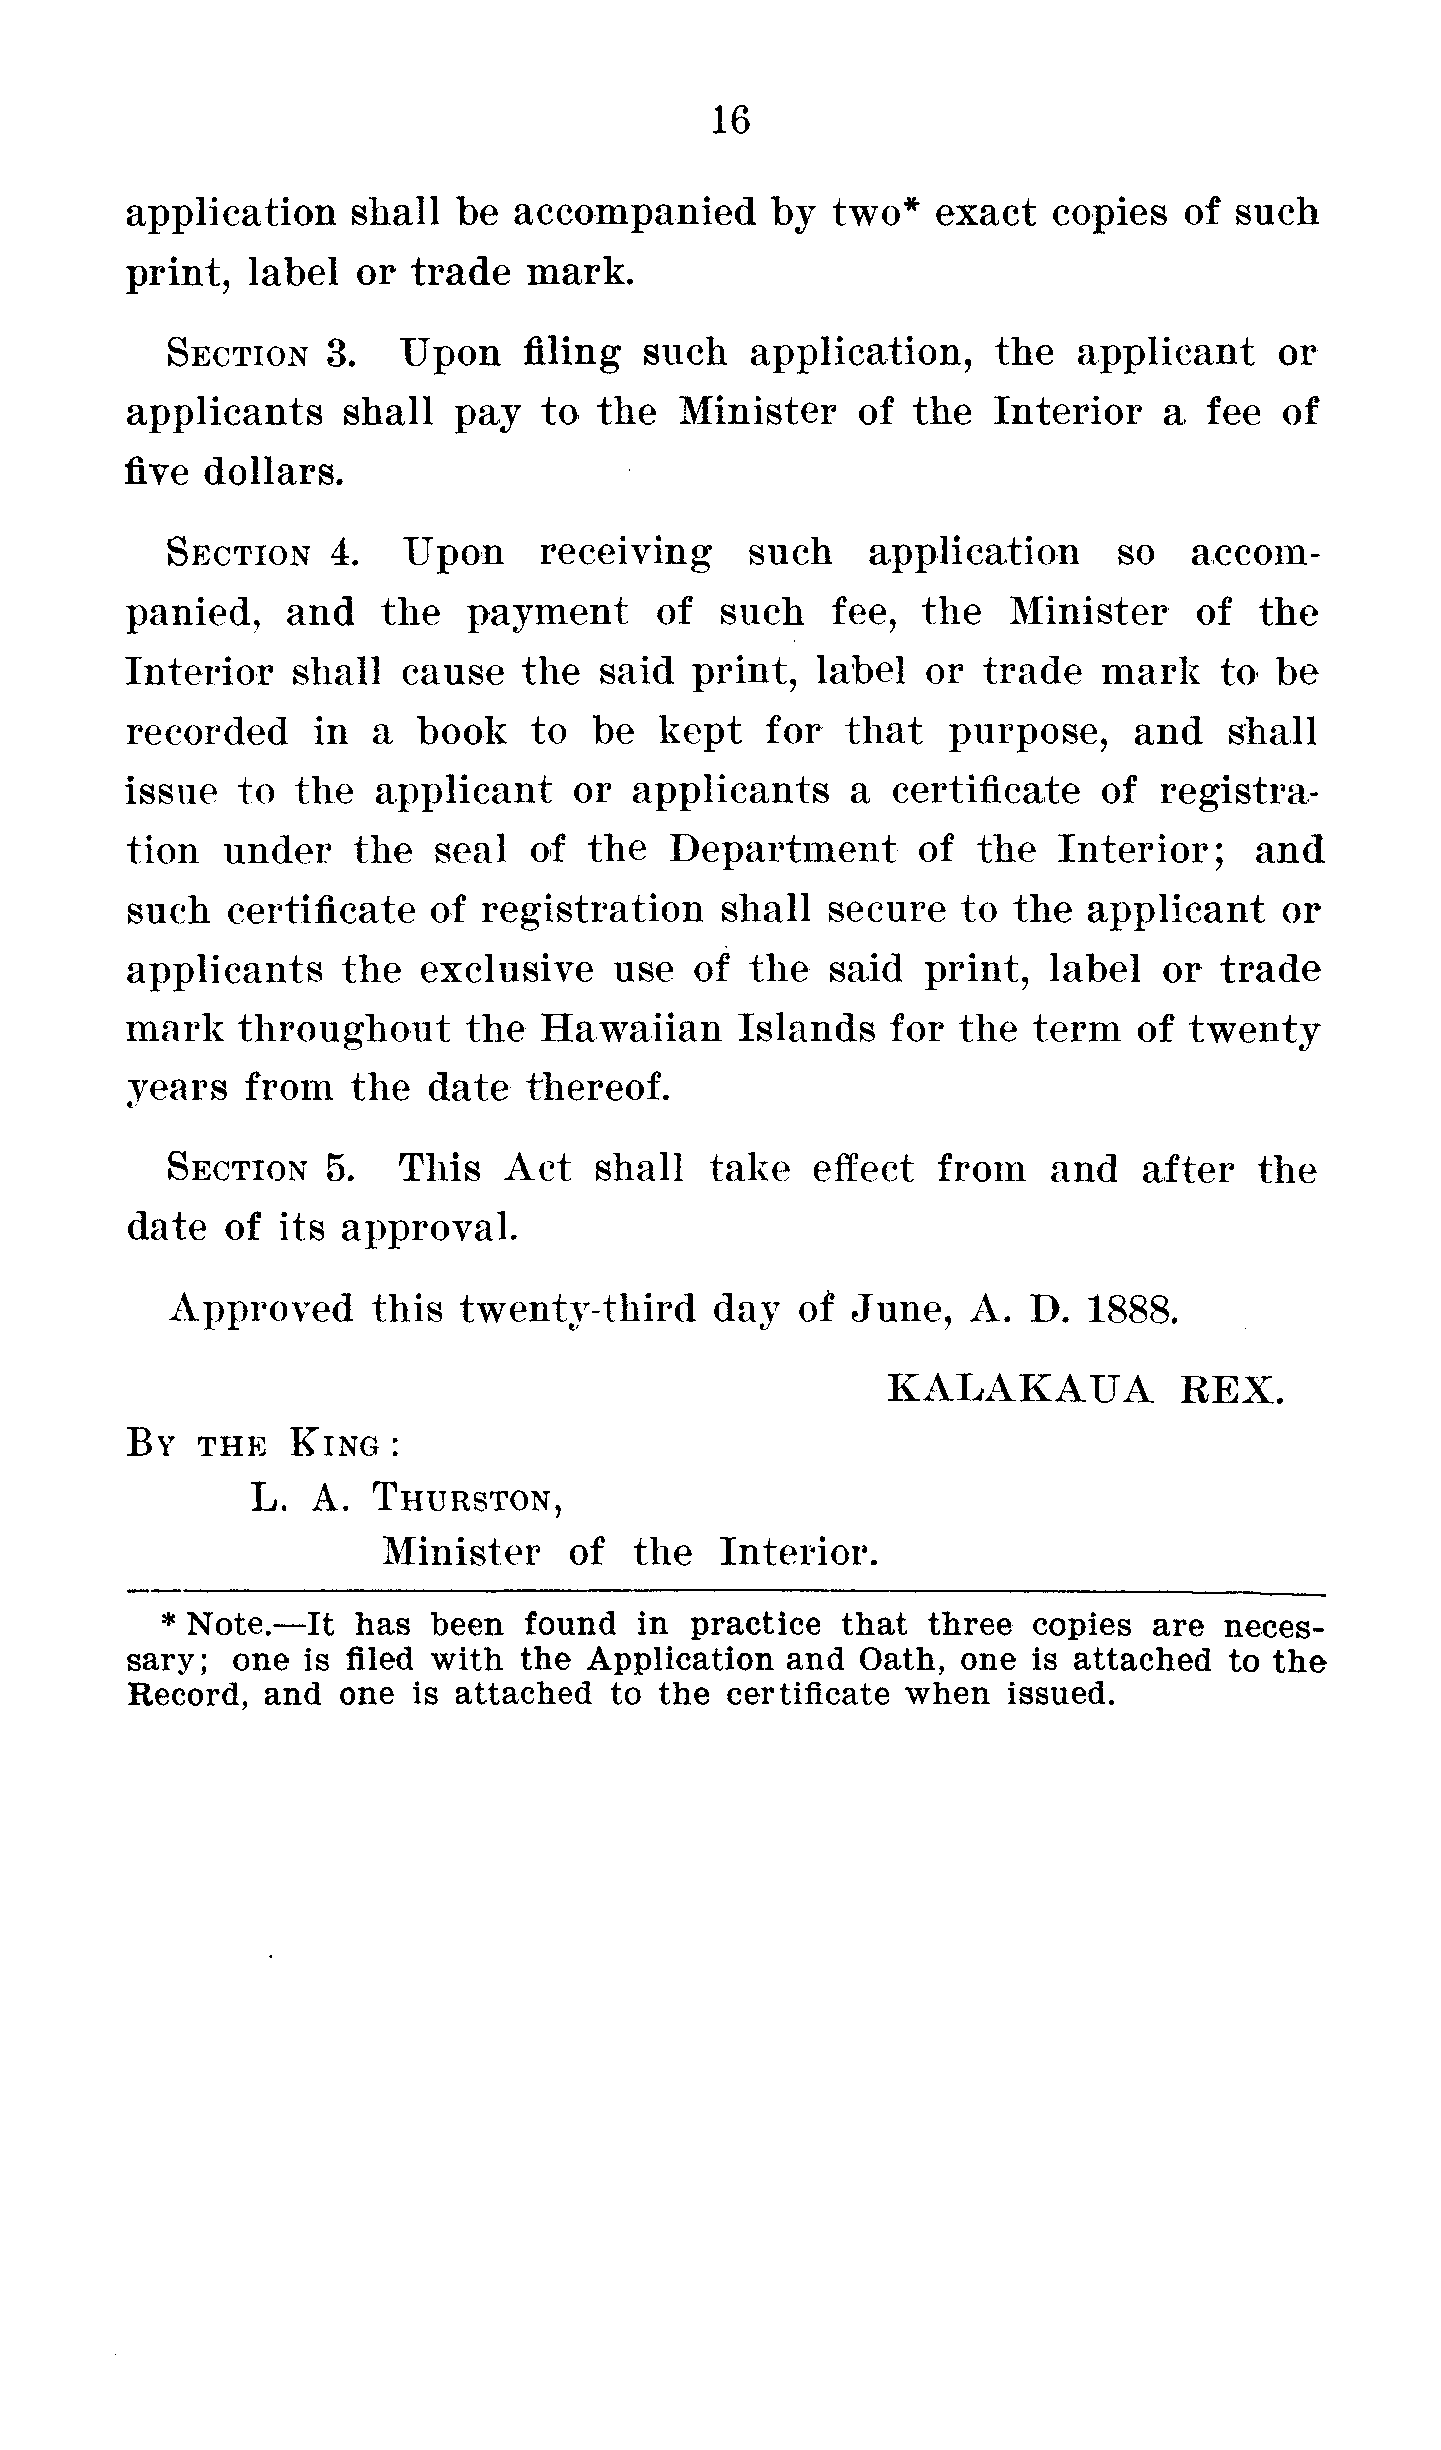 16
application shall be accompanied by two* exact copies of such
print, label or trade mark.
SECTION 3. Upon filing such application, the applicant or
applicants shall pay to the Minister of the Interior a fee of
five dollars.
SECTION 4. Upon receiving such application so accom-
panied, and the payment of such fee, the Minister of the
Interior shall cause the said print, label or trade mark to be
recorded in a book to be kept for that purpose, and shall
issue to the applicant or applicants a certificate of registra-
tion under the seal of the Department of the Interior; and
such certificate of registration shall secure to the applicant or
applicants the exclusive use of the said print, label or trade
mark throughout the Hawaiian Islands for the term of twenty
years from the date thereof.
SECTION 5. This Act shall take effect from and after the
date of its approval.
Approved this twenty-third day of June, A. D. 1888.
KALAKAUA REX.
BY THE KING:
L. A. THURSTON,
Minister of the Interior.
* Note.—It has been found in practice that three copies are neces-
sary; one is filed with the Application and Oath, one is attached to the
Record, and one is attached to the certificate when issued.